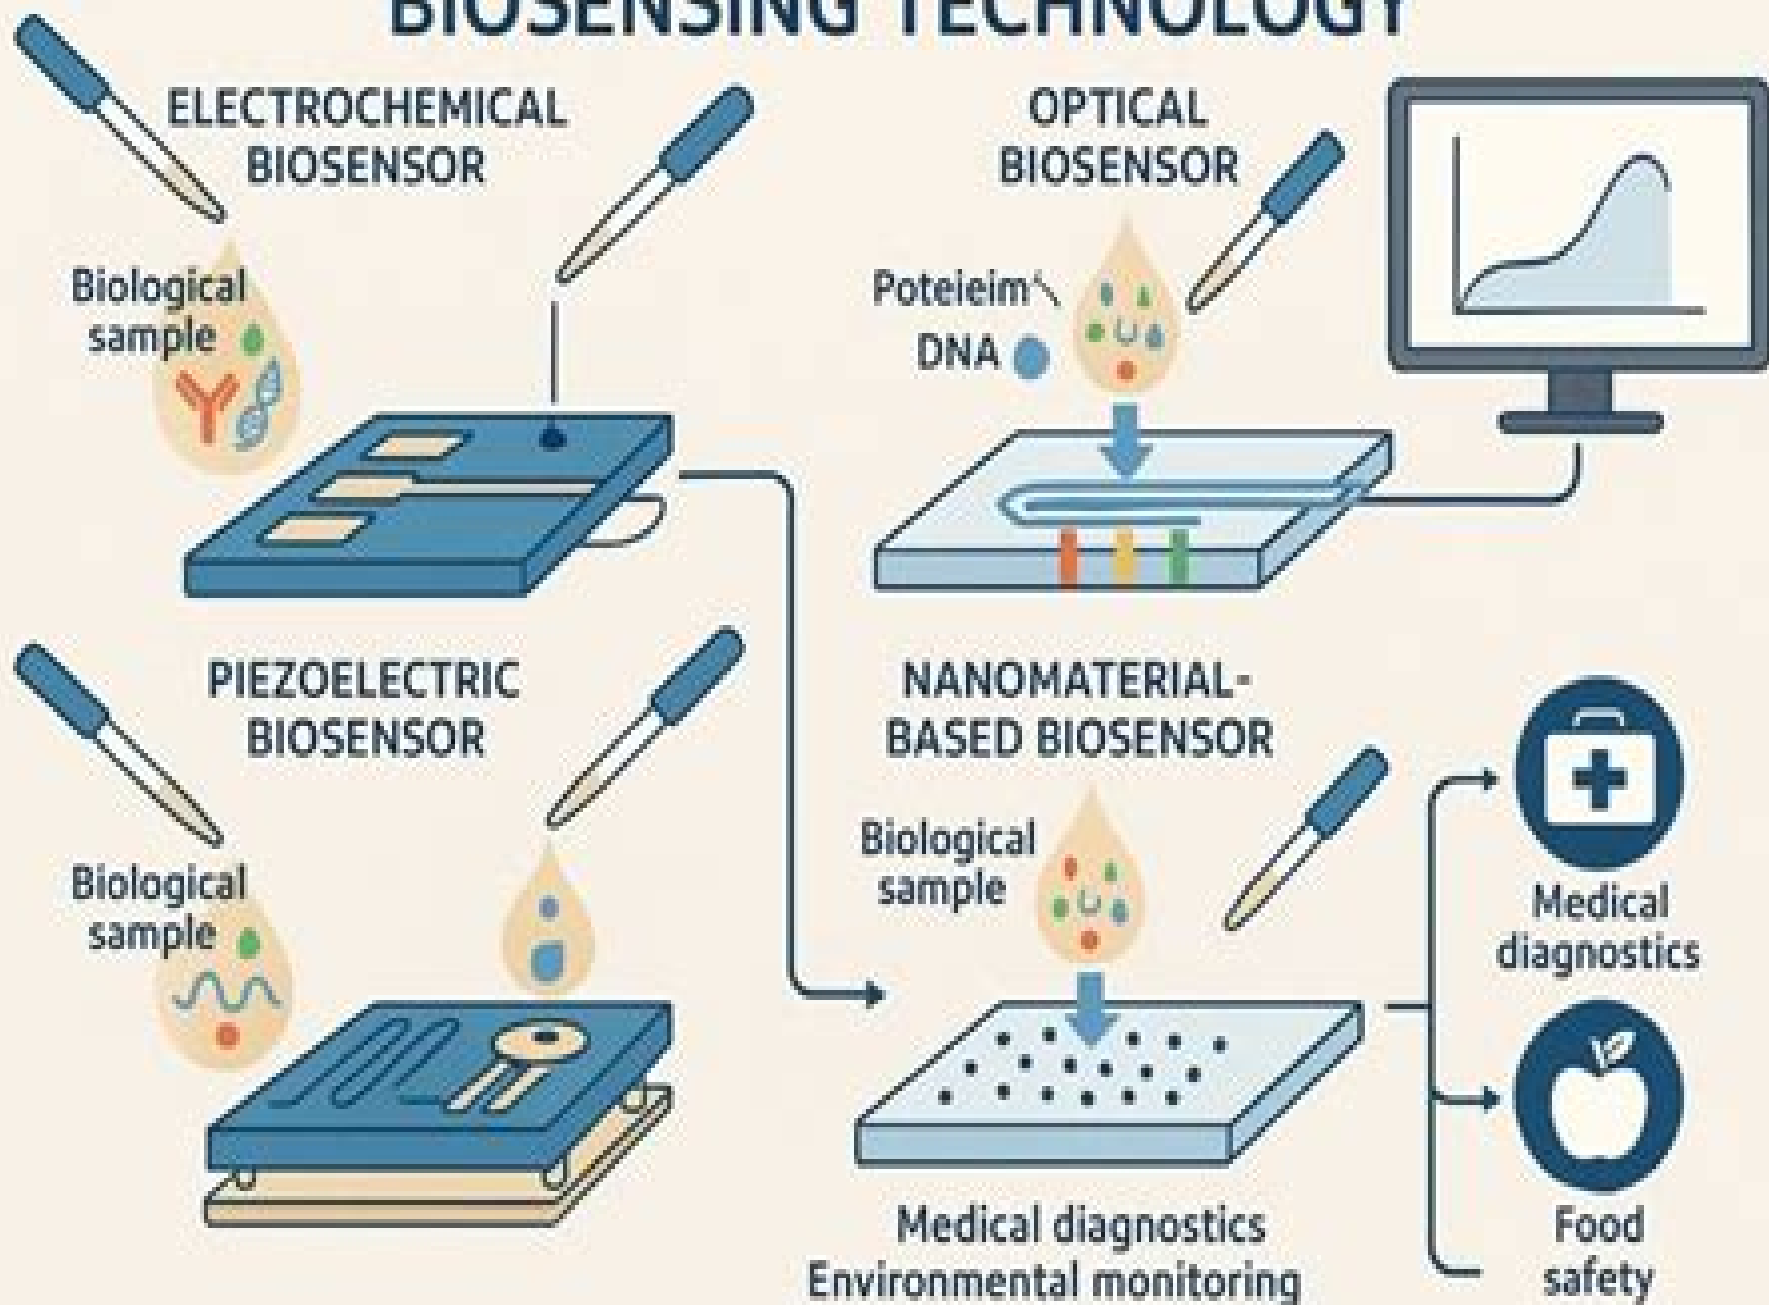 BIOSENSING TECHNOLOGY
ELECTROCHEMICAL
BIOSENSOR
Biological
sample
OPTICAL
BIOSENSOR
Poteieim
DNA
PIEZOELECTRIC
BIOSENSOR
Biological
sample
NANOMATERIAL-
BASED BIOSENSOR
Biological
sample
Medical
diagnostics
Food
safety
Medical diagnostics
Environmental monitoring